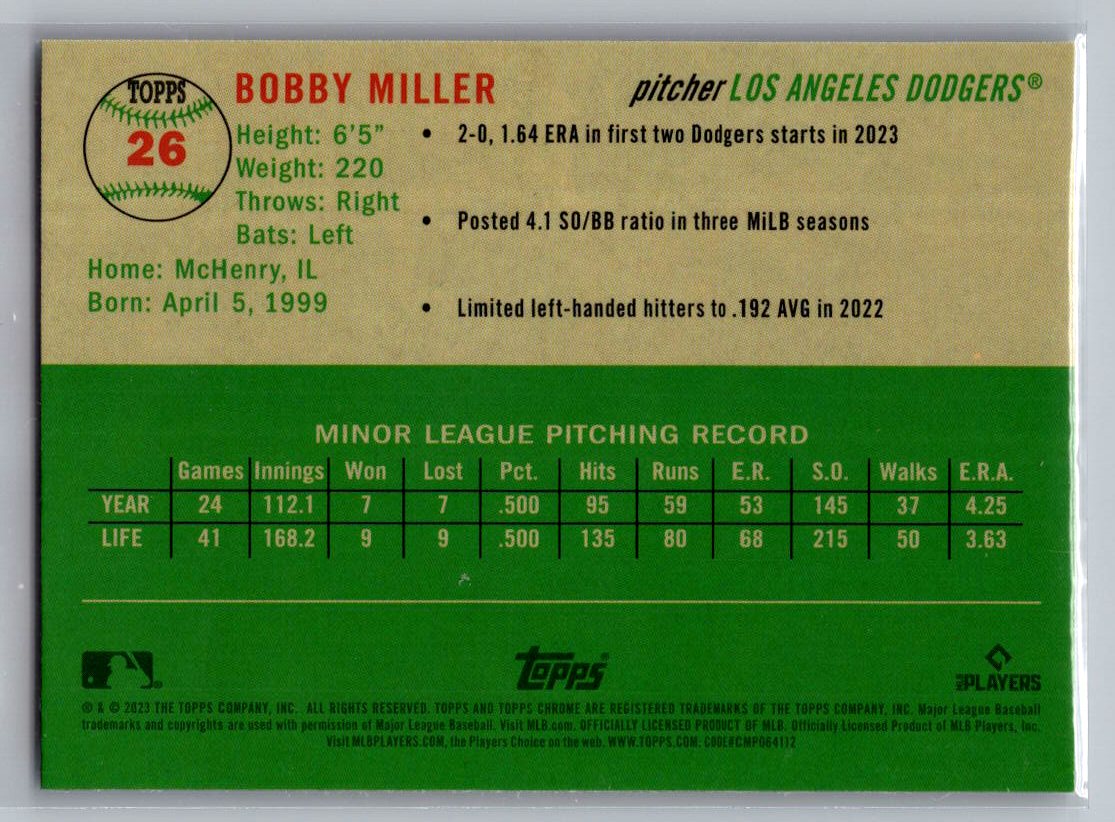 TOPPS
26
BOBBY MILLER
pitcher LOS ANGELES DODGERS®
Height: 6'5"
Weight: 220
Throws: Right
Bats: Left
Home: McHenry, IL
Born: April 5, 1999
• 2-0, 1.64 ERA in first two Dodgers starts in 2023
• Posted 4.1 SO/BB ratio in three MiLB seasons
• Limited left-handed hitters to .192 AVG in 2022
MINOR LEAGUE PITCHING RECORD
Games Innings Won Lost Pct. Hits Runs E.R. S.O. Walks E.R.A.
YEAR 24 112.1 7 7 .500 95 59 53 145 37 4.25
LIFE 41 168.2 9 9 .500 135 80 68 215 50 3.63
topps®
MLB PLAYERS
® & © 2023 THE TOPPS COMPANY, INC. ALL RIGHTS RESERVED. TOPPS AND TOPPS CHROME ARE REGISTERED TRADEMARKS OF THE TOPPS COMPANY, INC. Major League Baseball
trademarks and copyrights are used with permission of Major League Baseball. Visit MLB.com. OFFICIALLY LICENSED PRODUCT OF MLB. Officially Licensed Product of MLB Players, Inc.
Visit MLBPLAYERS.COM, the Players Choice on the web. WWW.TOPPS.COM. CODE#CMP064112